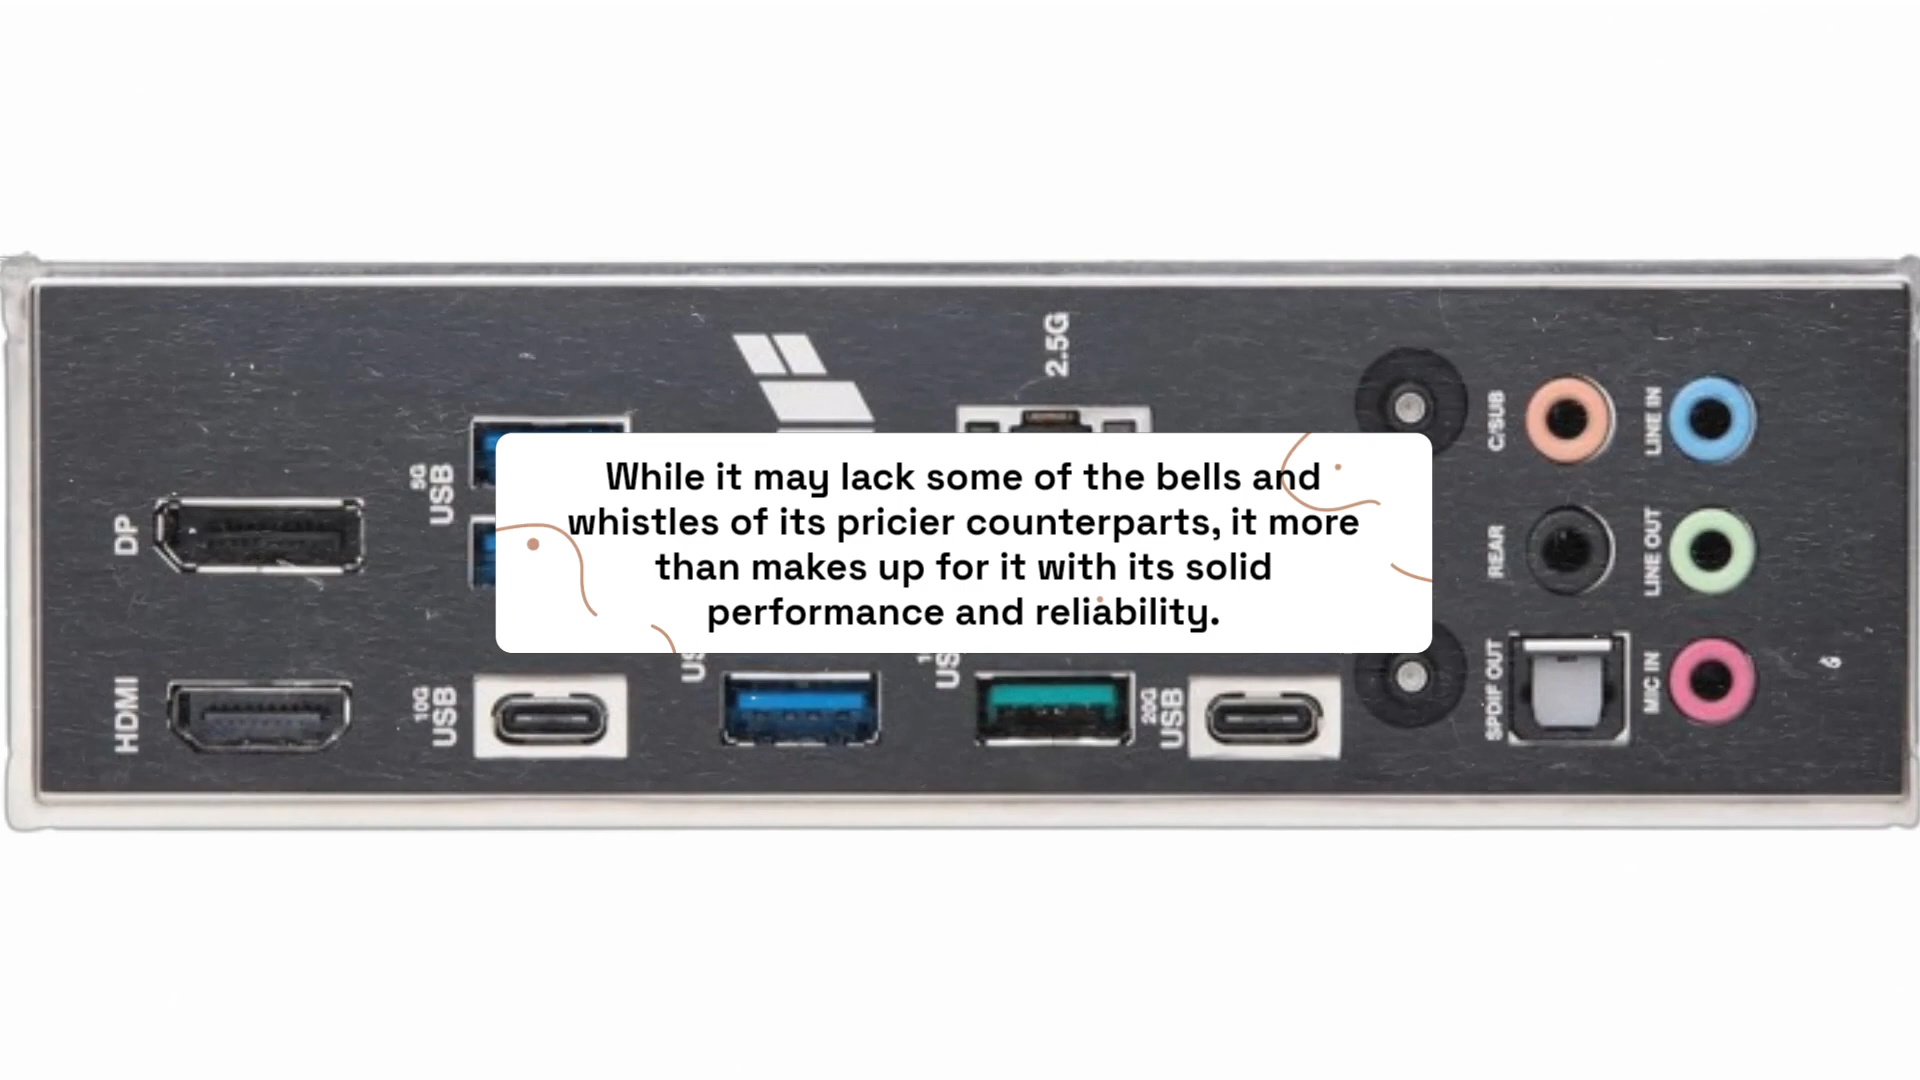 2.5G
C/SUB
LINE IN
5G
USB
While it may lack some of the bells and
whistles of its pricier counterparts, it more
than makes up for it with its solid
performance and reliability.
DP
REAR
LINE OUT
HDMI
10G
USB
20G
USB
SPDIF OUT
MIC IN